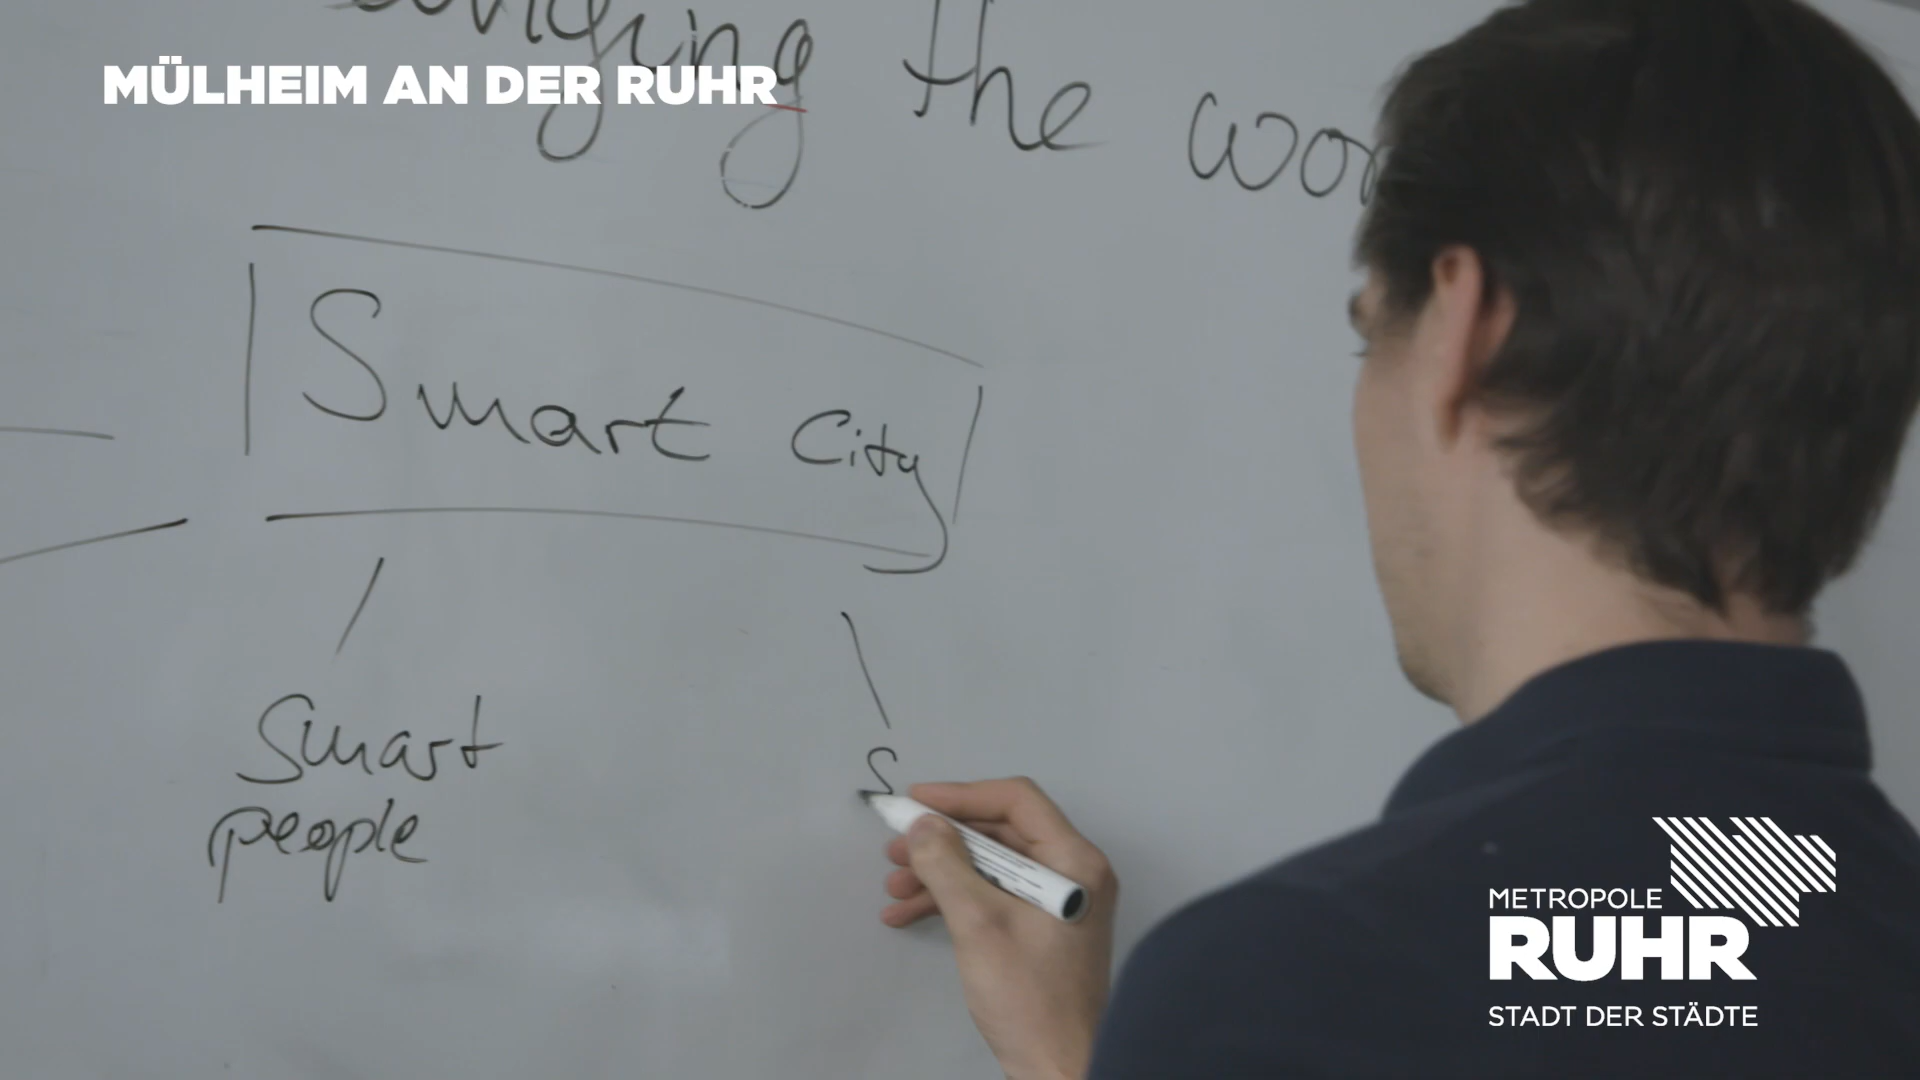 MÜLHEIM AN DER RUHR
the
Smart City
Smart
people
S
METROPOLE
RUHR
STADT DER STÄDTE